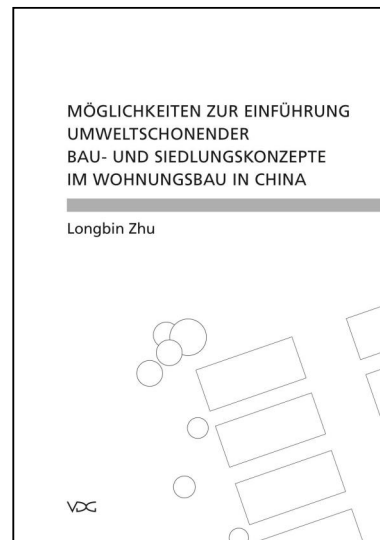 MÖGLICHKEITEN ZUR EINFÜHRUNG
UMWELTSCHONENDER
BAU- UND SIEDLUNGSKONZEPTE
IM WOHNUNGSBAU IN CHINA
Longbin Zhu
VDG